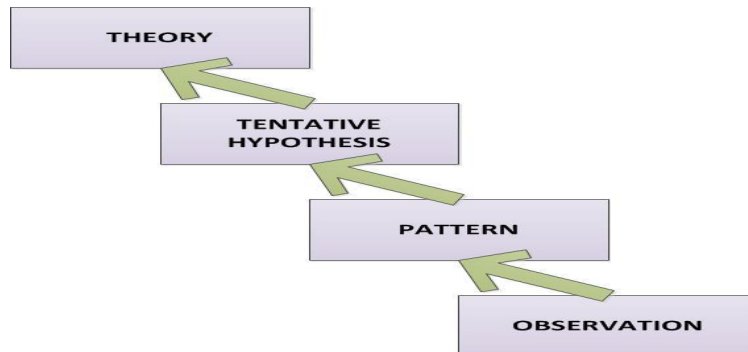 THEORY
TENTATIVE
HYPOTHESIS
PATTERN
OBSERVATION